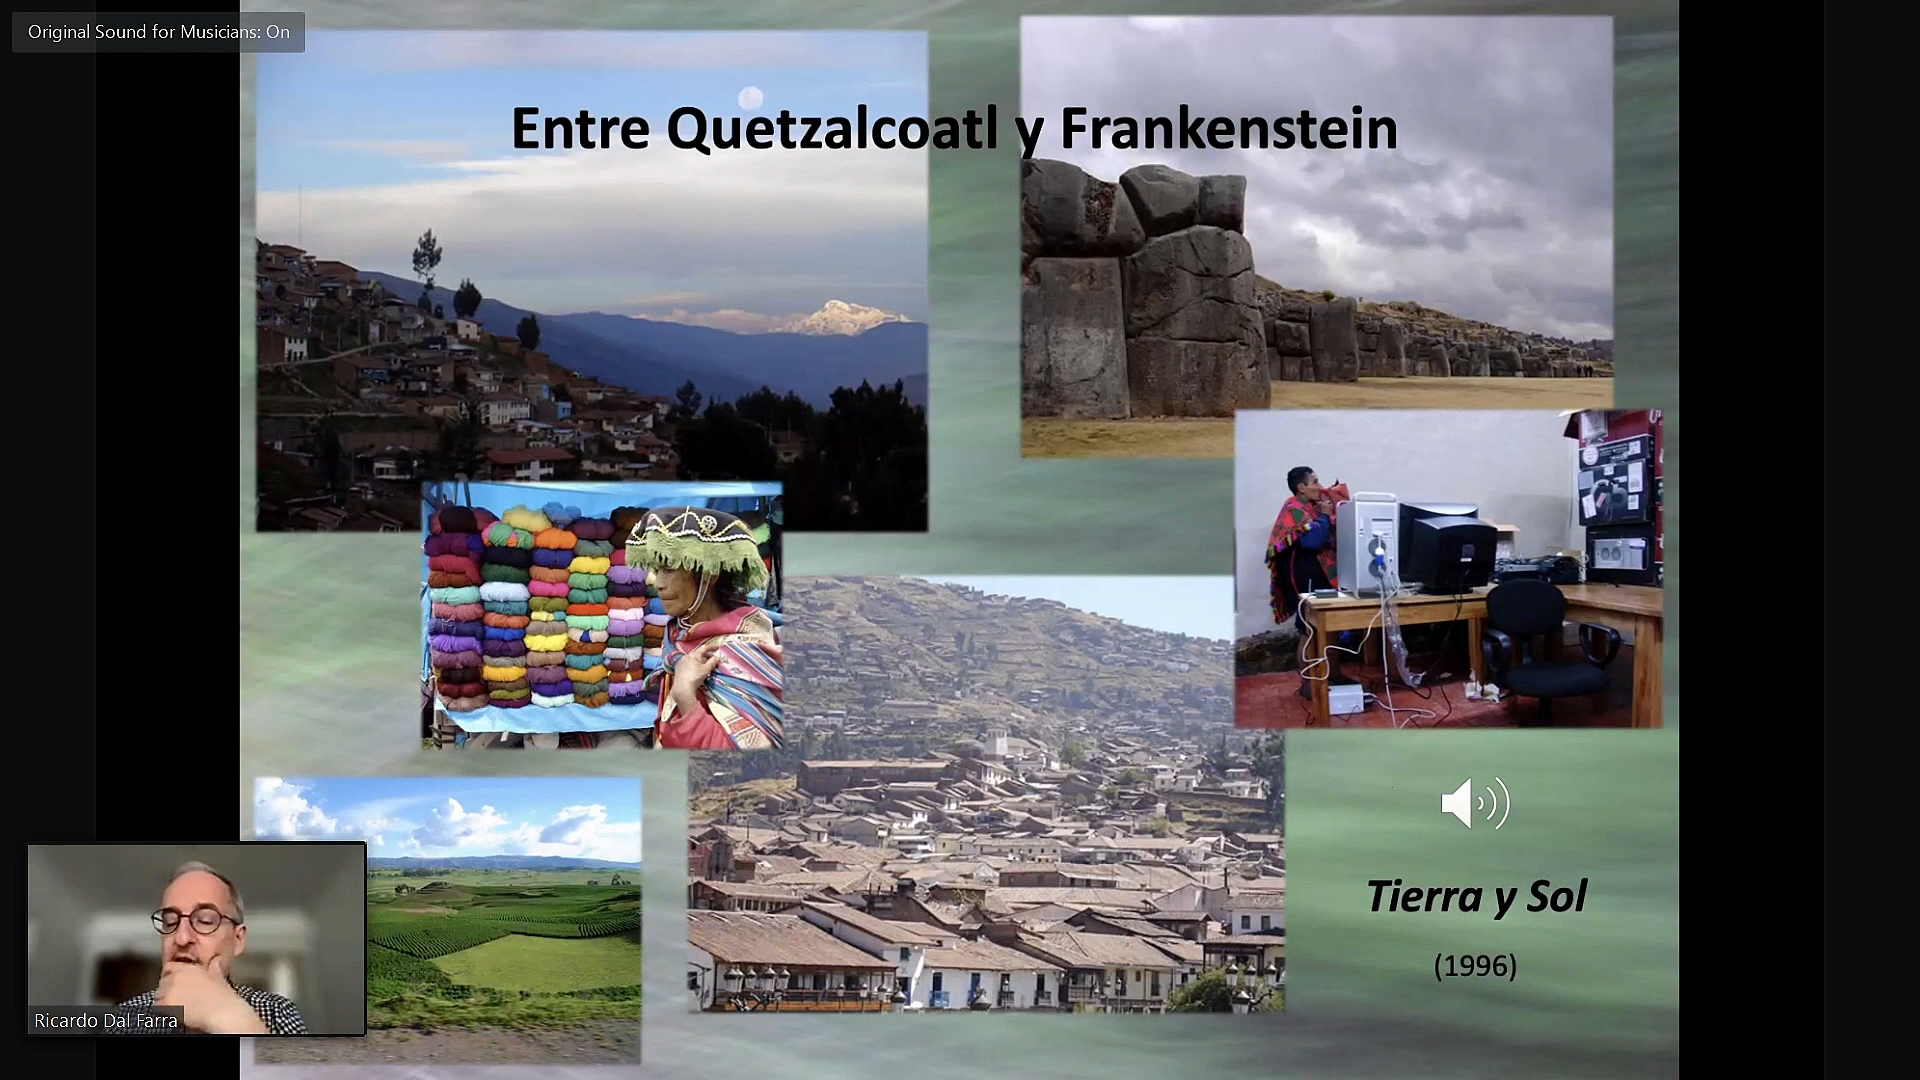 Original Sound for Musicians: On
Entre Quetzalcoatl y Frankenstein
Tierra y Sol
(1996)
Ricardo Dal Farra